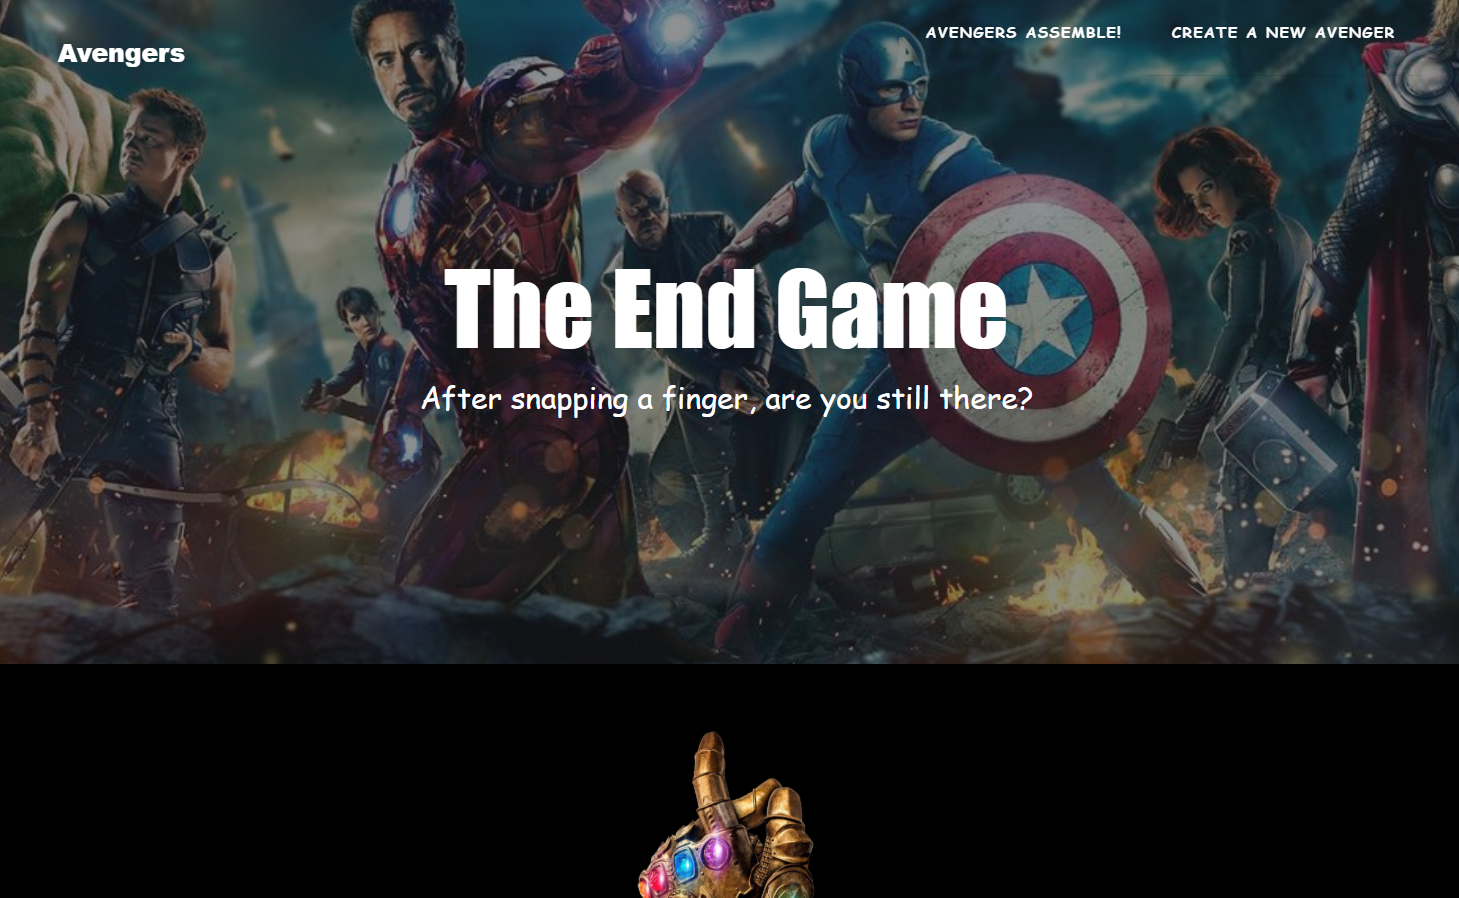 Avengers
AVENGERS ASSEMBLE!
CREATE A NEW AVENGER
The End Game
After snapping a finger, are you still there?